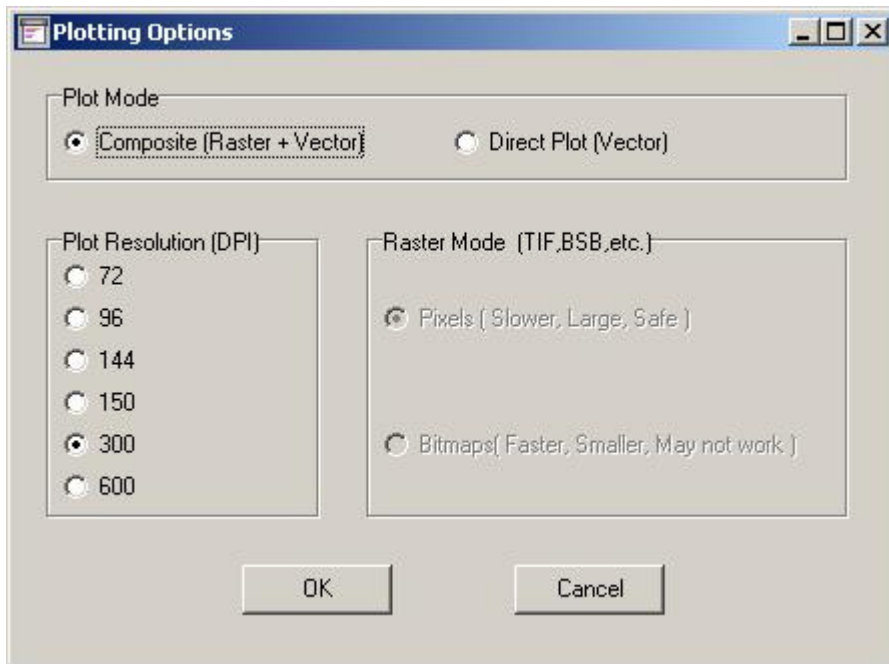 Plotting Options
Plot Mode
Composite (Raster + Vector)
Direct Plot (Vector)
Plot Resolution (DPI)
72
96
144
150
300
600
Raster Mode  (TIF,BSB,etc.)
Pixels ( Slower, Large, Safe )
Bitmaps( Faster, Smaller, May not work )
OK
Cancel